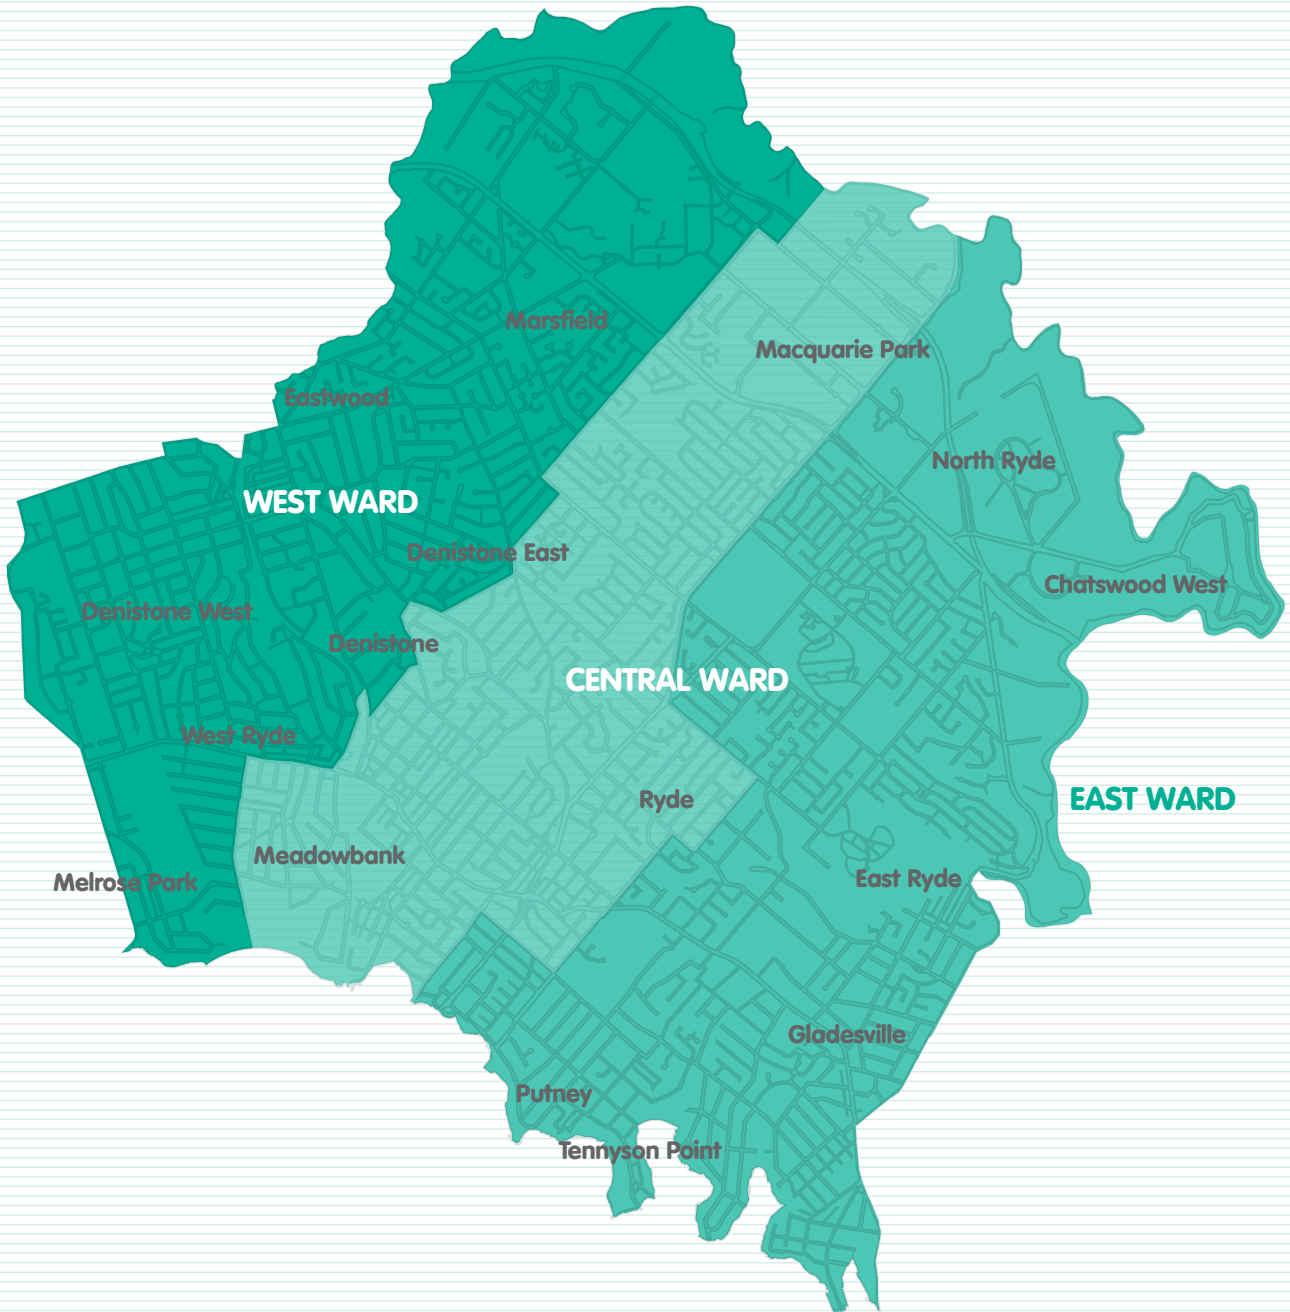 Marsfield
Macquarie Park
Eastwood
North Ryde
WEST WARD
Denistone East
Chatswood West
Denistone West
Denistone
CENTRAL WARD
West Ryde
Ryde
EAST WARD
Meadowbank
Melrose Park
East Ryde
Gladesville
Putney
Tennyson Point